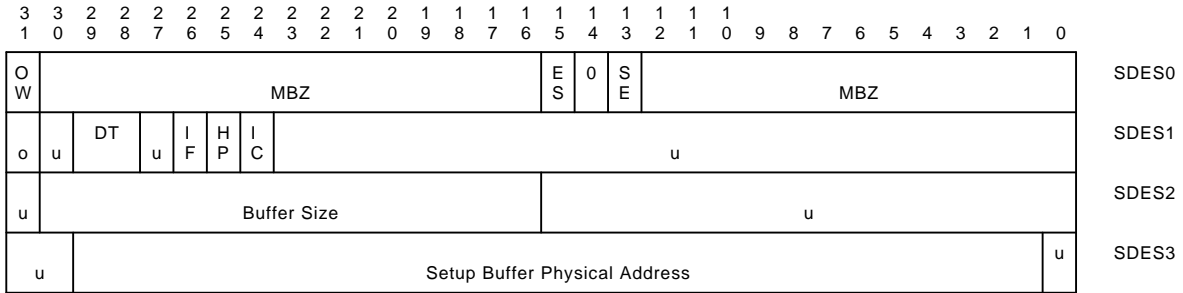 3 3 2 2 2 2 2 2 2 2 2 2 1 1 1 1 1 1 1 1 1 1
1 0 9 8 7 6 5 4 3 2 1 0 9 8 7 6 5 4 3 2 1 0 9 8 7 6 5 4 3 2 1 0
O E 0 S SDES0
W MBZ S E MBZ
DT I H I SDES1
o u u F P C u
SDES2
u Buffer Size u
u SDES3
u Setup Buffer Physical Address